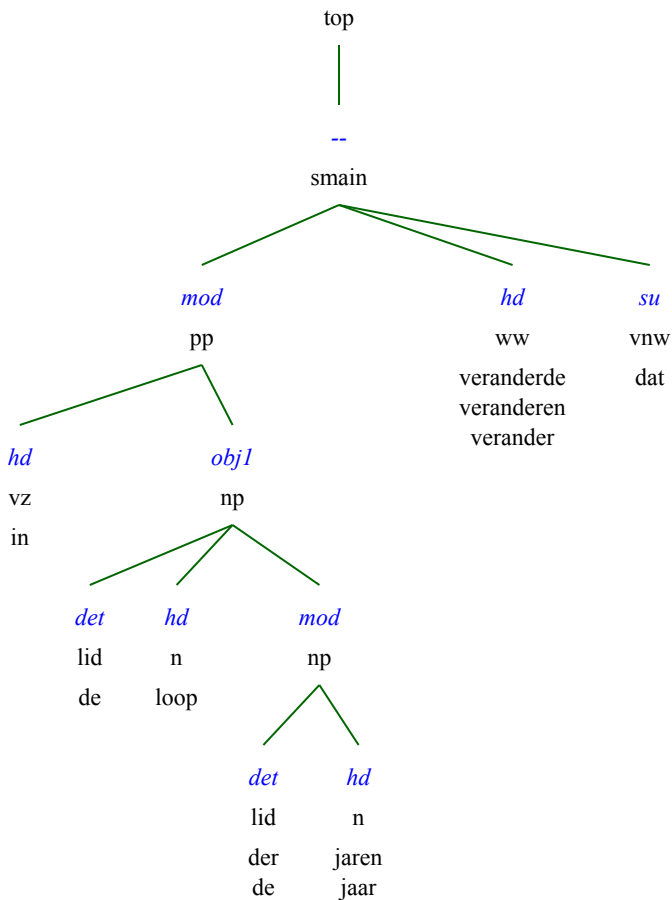 top
--
smain
mod hd su
pp ww vnw
veranderde dat
veranderen
verander
hd obj1
vz np
in
det hd mod
lid n np
de loop
det hd
lid n
der jaren
de jaar